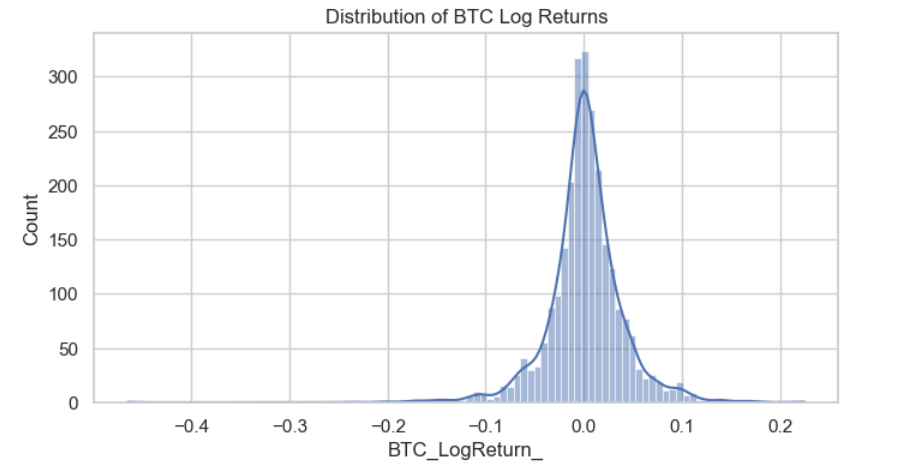 Distribution of BTC Log Returns
300
250
200
150
100
50
0
Count
−0.4 −0.3 −0.2 −0.1 0.0 0.1 0.2
BTC_LogReturn_